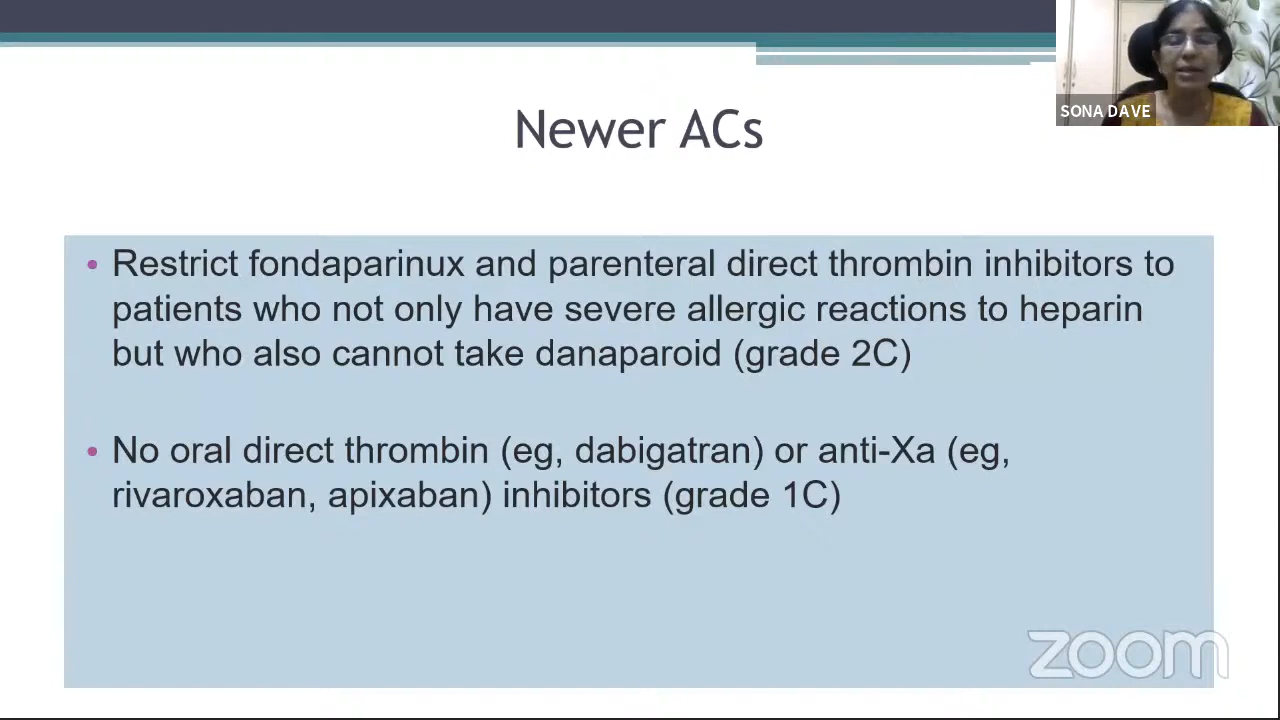 SONA DAVE
Newer ACs
• Restrict fondaparinux and parenteral direct thrombin inhibitors to
patients who not only have severe allergic reactions to heparin
but who also cannot take danaparoid (grade 2C)
• No oral direct thrombin (eg, dabigatran) or anti-Xa (eg,
rivaroxaban, apixaban) inhibitors (grade 1C)
zoom